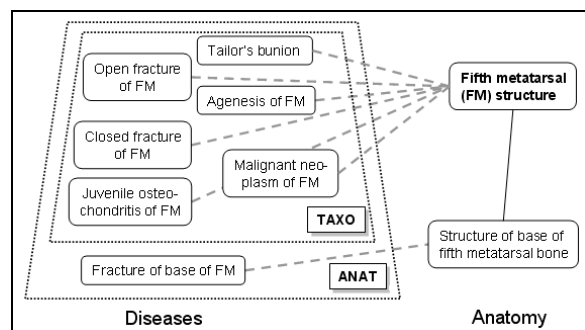 Tailor's bunion
Open fracture
of FM
Fifth metatarsal
(FM) structure
Agenesis of FM
Closed fracture
of FM
Malignant neo-
plasm of FM
Juvenile osteo-
chondritis of FM
TAXO
Structure of base of
fifth metatarsal bone
Fracture of base of FM
ANAT
Diseases
Anatomy